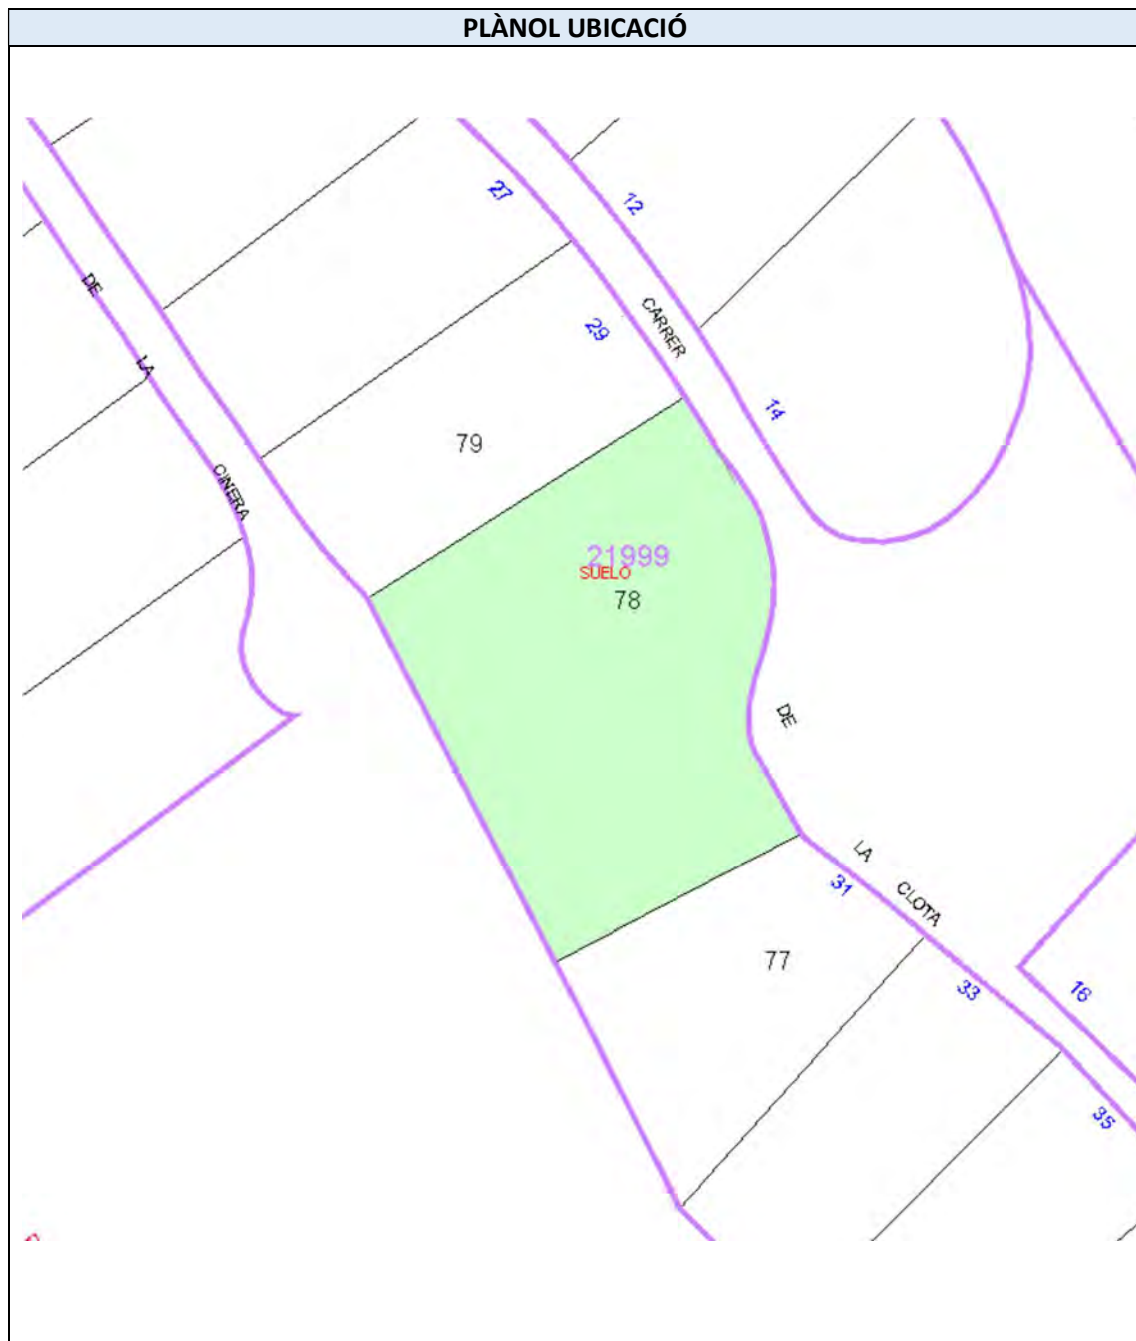 PLÀNOL UBICACIÓ
27
12
DE
LA
CINERA
29
CARRER
14
79
21999
SUELO
78
DE
LA
CLOTA
31
77
33
16
35